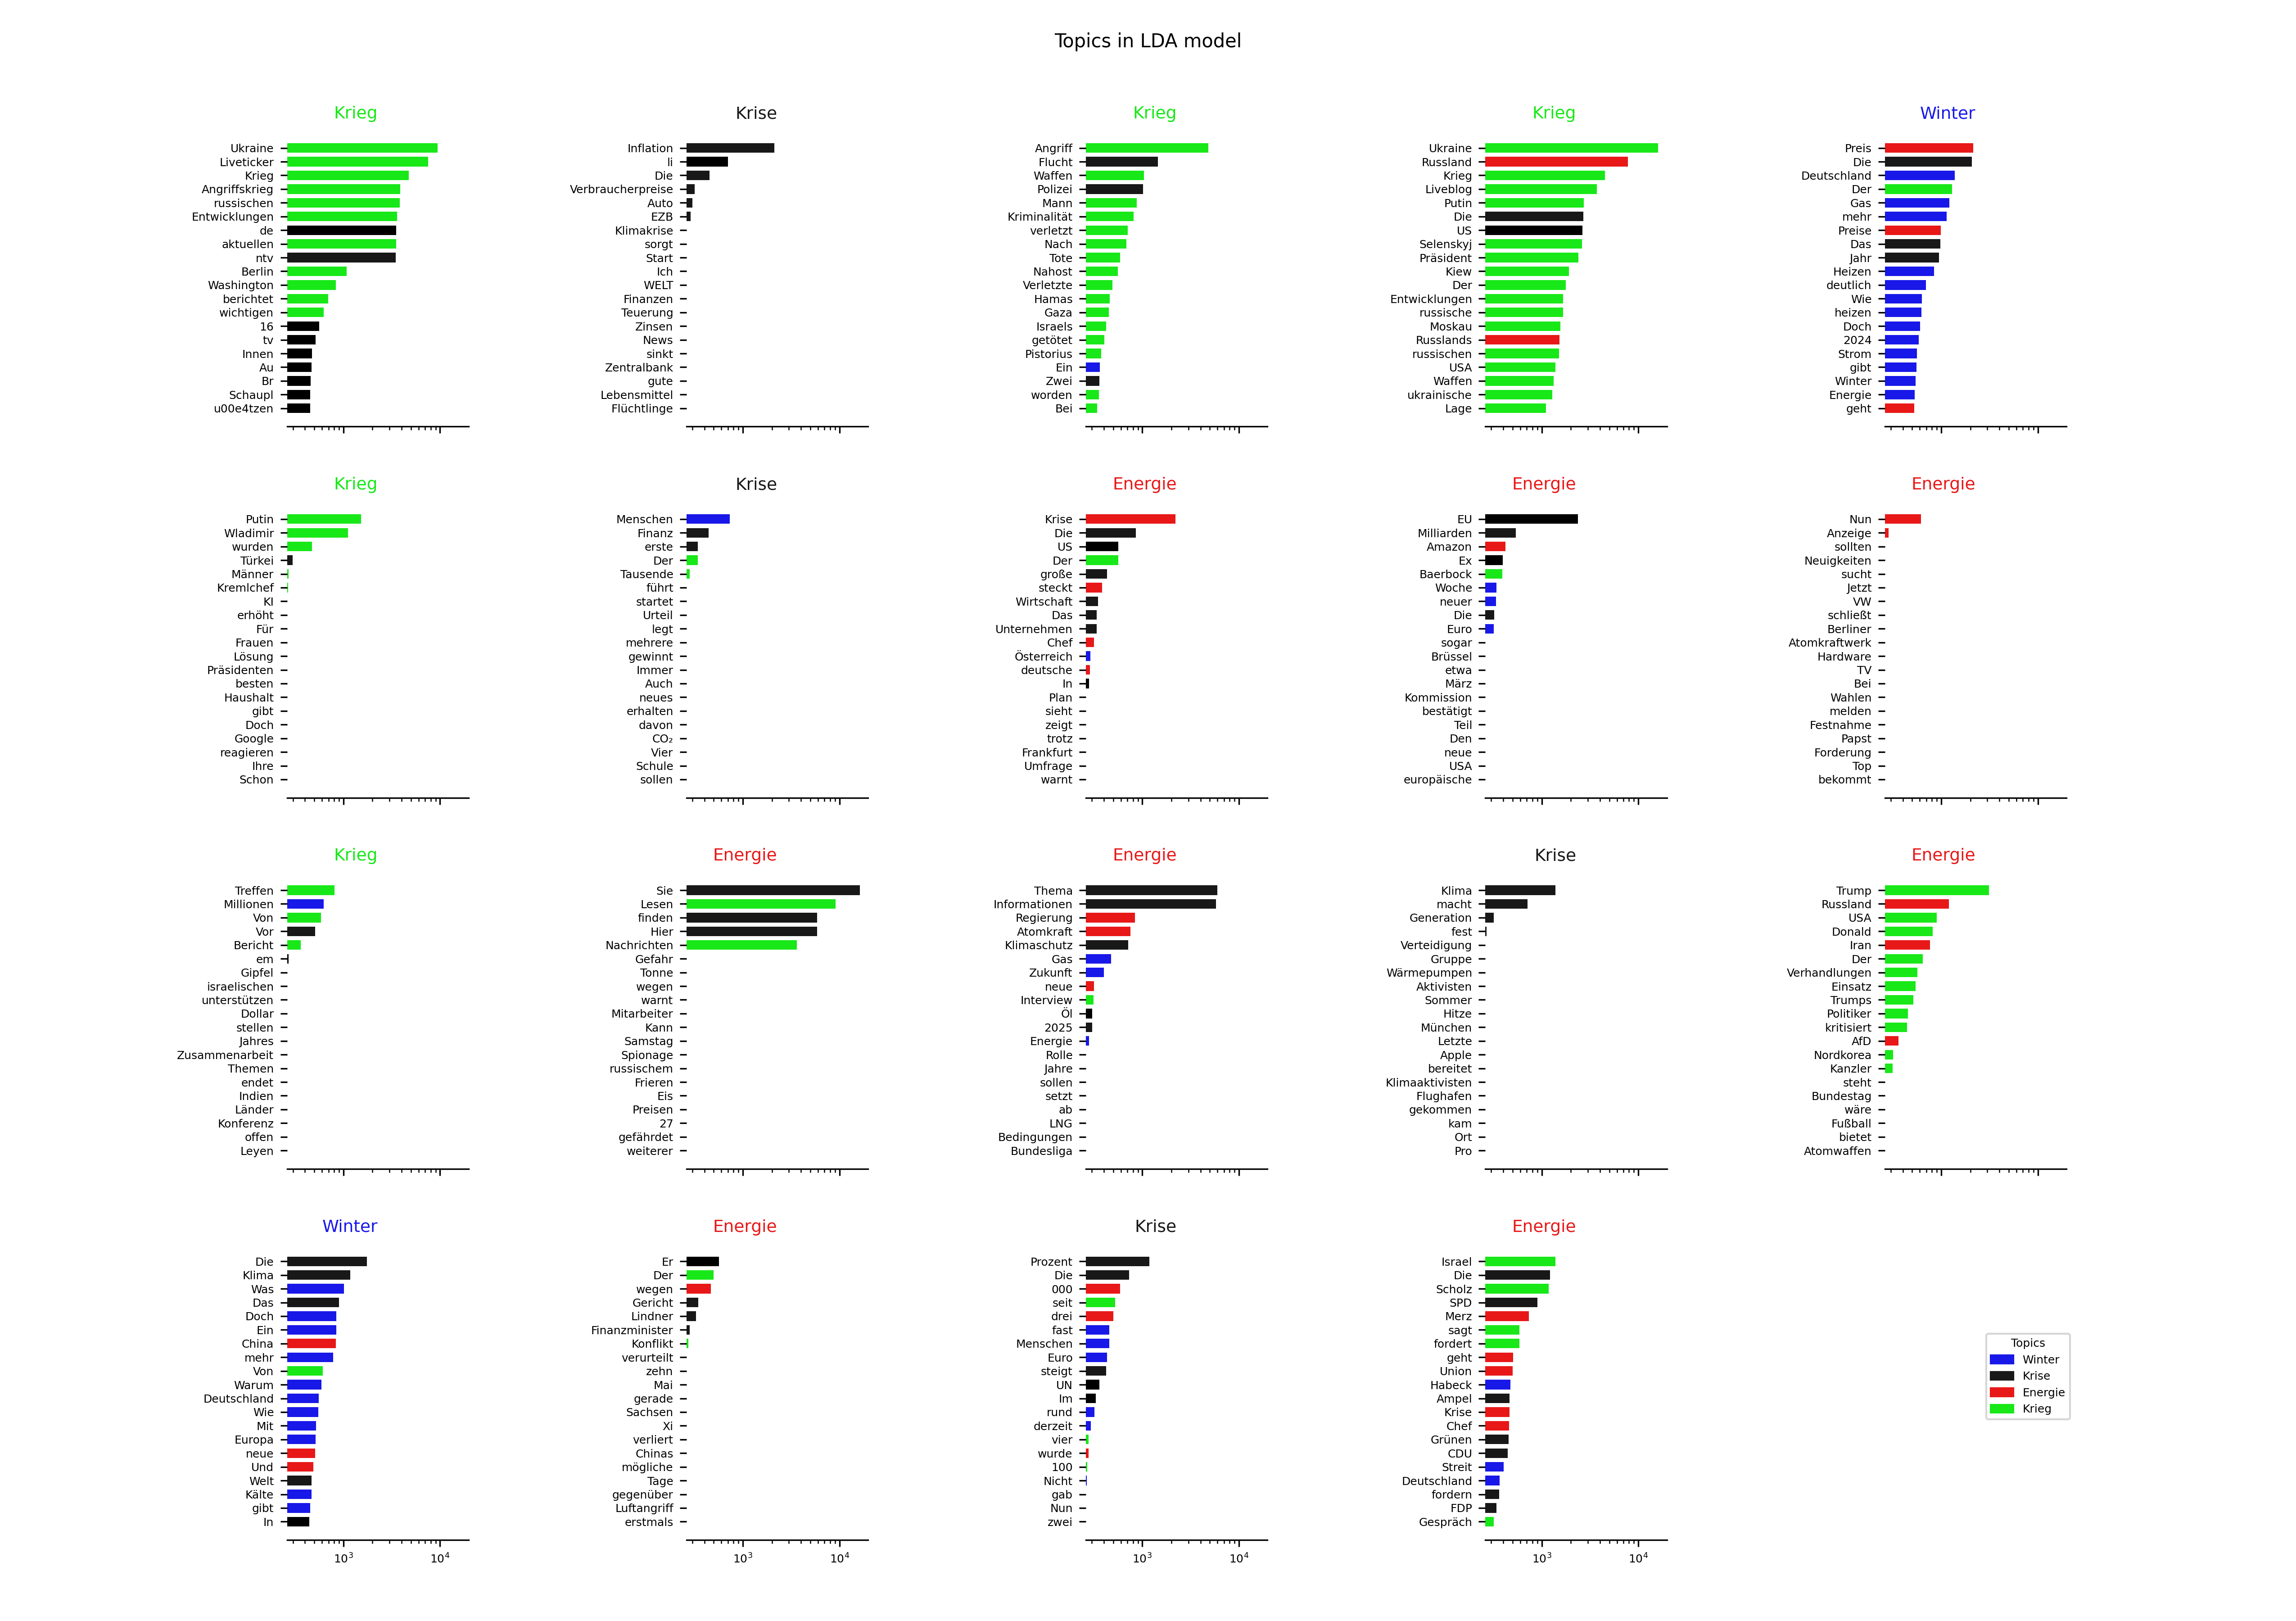 Topics in LDA model
Krieg
Ukraine
Liveticker
Krieg
Angriffskrieg
russischen
Entwicklungen
de
aktuellen
ntv
Berlin
Washington
berichtet
wichtigen
16
tv
Innen
Au
Br
Schaupl
u00e4tzen
Krise
Inflation
li
Die
Verbraucherpreise
Auto
EZB
Klimakrise
sorgt
Start
Ich
WELT
Finanzen
Teuerung
Zinsen
News
sinkt
Zentralbank
gute
Lebensmittel
Flüchtlinge
Krieg
Angriff
Flucht
Waffen
Polizei
Mann
Kriminalität
verletzt
Nach
Tote
Nahost
Verletzte
Hamas
Gaza
Israels
getötet
Pistorius
Ein
Zwei
worden
Bei
Krieg
Ukraine
Russland
Krieg
Liveblog
Putin
Die
US
Selenskyj
Präsident
Kiew
Der
Entwicklungen
russische
Moskau
Russlands
russischen
USA
Waffen
ukrainische
Lage
Winter
Preis
Die
Deutschland
Der
Gas
mehr
Preise
Das
Jahr
Heizen
deutlich
Wie
heizen
Doch
2024
Strom
gibt
Winter
Energie
geht
Krieg
Putin
Wladimir
wurden
Türkei
Männer
Kremlchef
KI
erhöht
Für
Frauen
Lösung
Präsidenten
besten
Haushalt
gibt
Doch
Google
reagieren
Ihre
Schon
Krise
Menschen
Finanz
erste
Der
Tausende
führt
startet
Urteil
legt
mehrere
gewinnt
Immer
Auch
neues
erhalten
davon
CO₂
Vier
Schule
sollen
Energie
Krise
Die
US
Der
große
steckt
Wirtschaft
Das
Unternehmen
Chef
Österreich
deutsche
In
Plan
sieht
zeigt
trotz
Frankfurt
Umfrage
warnt
Energie
EU
Milliarden
Amazon
Ex
Baerbock
Woche
neuer
Die
Euro
sogar
Brüssel
etwa
März
Kommission
bestätigt
Teil
Den
neue
USA
europäische
Energie
Nun
Anzeige
sollten
Neuigkeiten
sucht
Jetzt
VW
schließt
Berliner
Atomkraftwerk
Hardware
TV
Bei
Wahlen
melden
Festnahme
Papst
Forderung
Top
bekommt
Krieg
Treffen
Millionen
Von
Vor
Bericht
em
Gipfel
israelischen
unterstützen
Dollar
stellen
Jahres
Zusammenarbeit
Themen
endet
Indien
Länder
Konferenz
offen
Leyen
Energie
Sie
Lesen
finden
Hier
Nachrichten
Gefahr
Tonne
wegen
warnt
Mitarbeiter
Kann
Samstag
Spionage
russischem
Frieren
Eis
Preisen
27
gefährdet
weiterer
Energie
Thema
Informationen
Regierung
Atomkraft
Klimaschutz
Gas
Zukunft
neue
Interview
Öl
2025
Energie
Rolle
Jahre
sollen
setzt
ab
LNG
Bedingungen
Bundesliga
Krise
Klima
macht
Generation
fest
Verteidigung
Gruppe
Wärmepumpen
Aktivisten
Sommer
Hitze
München
Letzte
Apple
bereitet
Klimaaktivisten
Flughafen
gekommen
kam
Ort
Pro
Energie
Trump
Russland
USA
Donald
Iran
Der
Verhandlungen
Einsatz
Trumps
Politiker
kritisiert
AfD
Nordkorea
Kanzler
steht
Bundestag
wäre
Fußball
bietet
Atomwaffen
Winter
Die
Klima
Was
Das
Doch
Ein
China
mehr
Von
Warum
Deutschland
Wie
Mit
Europa
neue
Und
Welt
Kälte
gibt
In
10³ 10⁴
Energie
Er
Der
wegen
Gericht
Lindner
Finanzminister
Konflikt
verurteilt
zehn
Mai
gerade
Sachsen
Xi
verliert
Chinas
mögliche
Tage
gegenüber
Luftangriff
erstmals
10³ 10⁴
Krise
Prozent
Die
000
seit
drei
fast
Menschen
Euro
steigt
UN
Im
rund
derzeit
vier
wurde
100
Nicht
gab
Nun
zwei
10³ 10⁴
Energie
Israel
Die
Scholz
SPD
Merz
sagt
fordert
geht
Union
Habeck
Ampel
Krise
Chef
Grünen
CDU
Streit
Deutschland
fordern
FDP
Gespräch
10³ 10⁴
Topics
Winter
Krise
Energie
Krieg